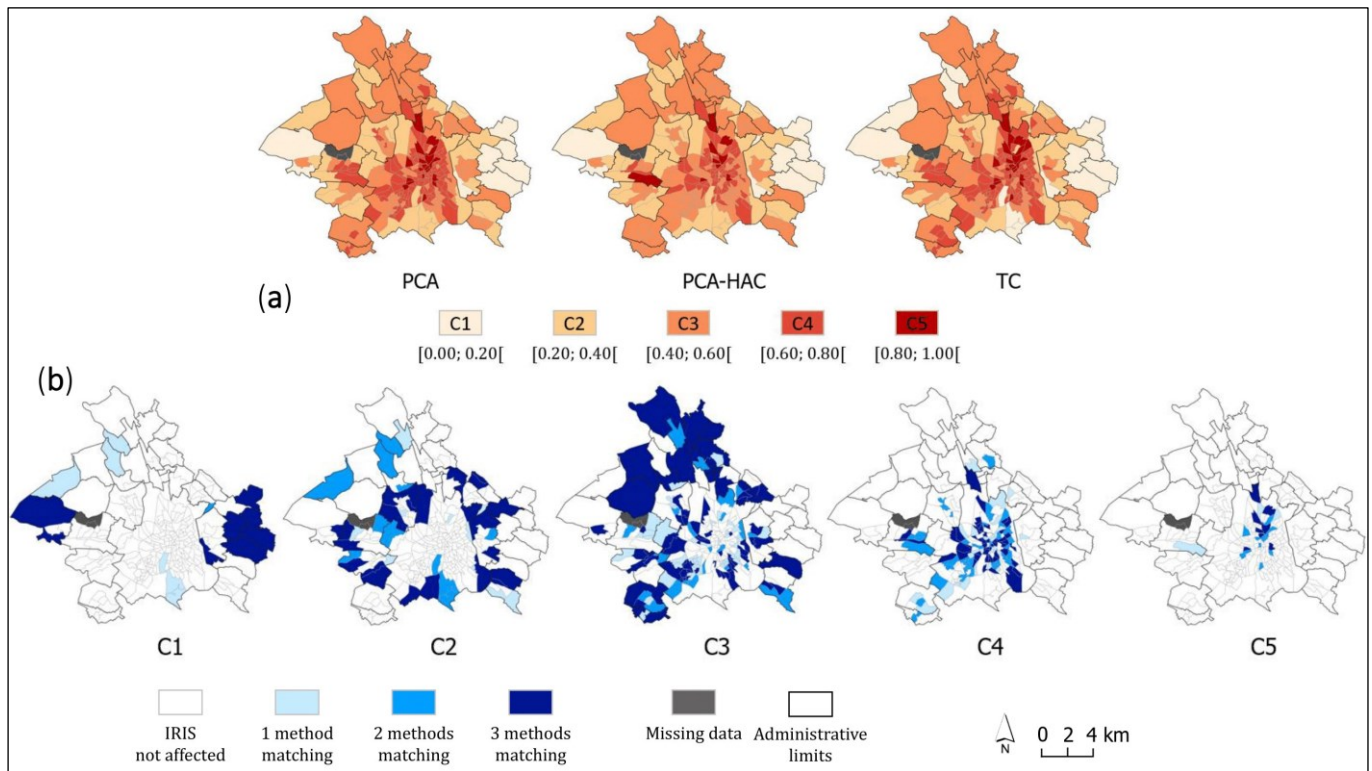 PCA
PCA-HAC
TC
(a)
C1
C2
C3
C4
C5
[0.00; 0.20[
[0.20; 0.40[
[0.40; 0.60[
[0.60; 0.80[
[0.80; 1.00[
(b)
C1
C2
C3
C4
C5
IRIS
not affected
1 method
matching
2 methods
matching
3 methods
matching
Missing data
Administrative
limits
N
0 2 4 km